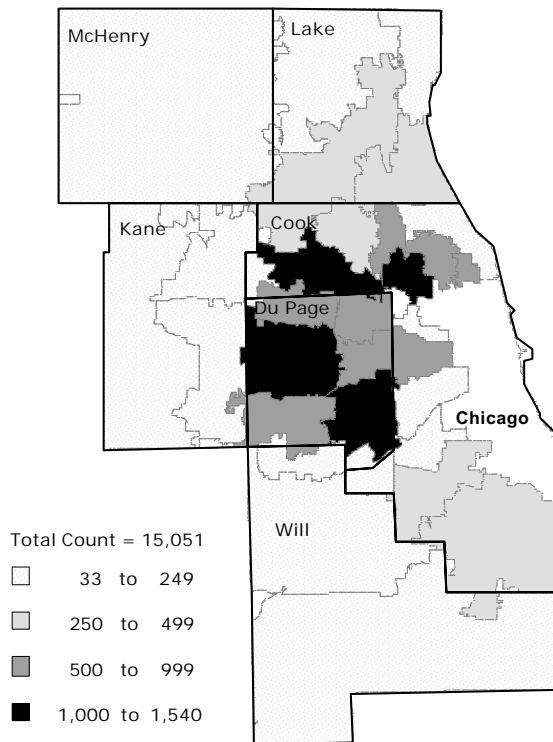 McHenry
Lake
Kane
Cook
Du Page
Chicago
Will
Total Count = 15,051
33 to 249
250 to 499
500 to 999
1,000 to 1,540